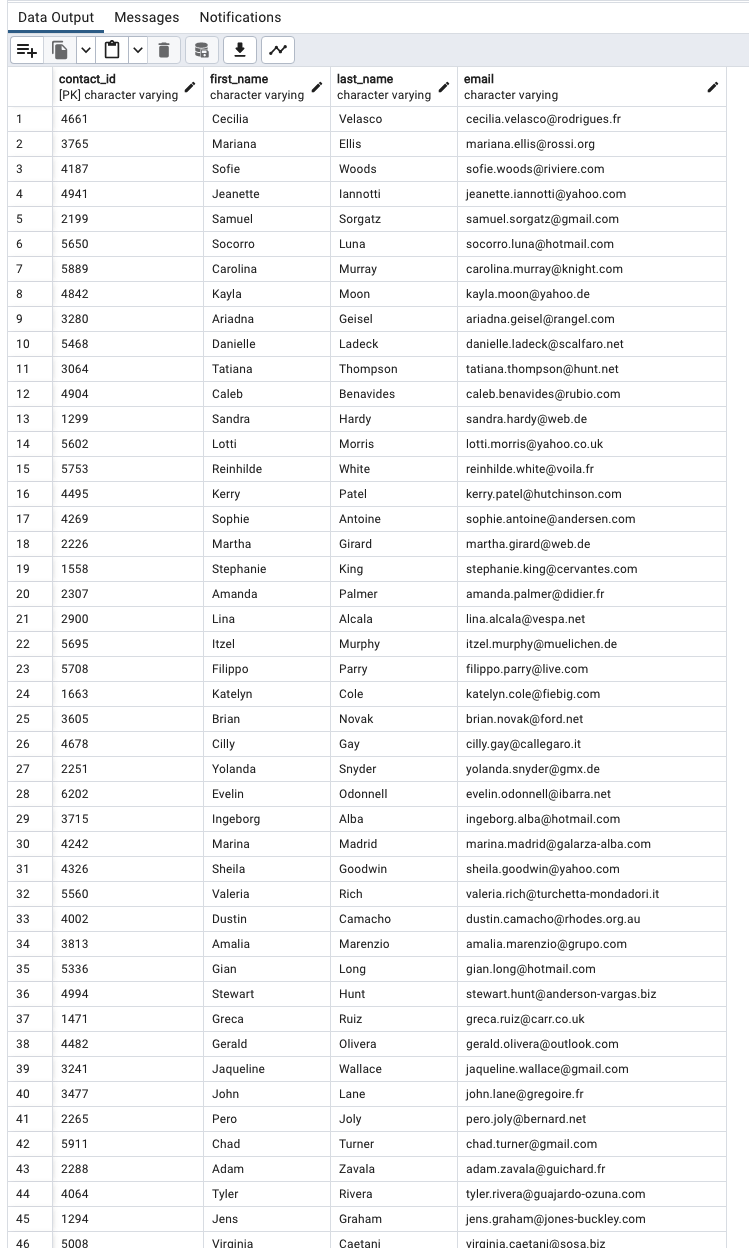 Data Output Messages Notifications
contact_id first_name last_name email
[PK] character varying character varying character varying character varying
1 4661 Cecilia Velasco cecilia.velasco@rodrigues.fr
2 3765 Mariana Ellis mariana.ellis@rossi.org
3 4187 Sofie Woods sofie.woods@riviere.com
4 4941 Jeanette Iannotti jeanette.iannotti@yahoo.com
5 2199 Samuel Sorgatz samuel.sorgatz@gmail.com
6 5650 Socorro Luna socorro.luna@hotmail.com
7 5889 Carolina Murray carolina.murray@knight.com
8 4842 Kayla Moon kayla.moon@yahoo.de
9 3280 Ariadna Geisel ariadna.geisel@rangel.com
10 5468 Danielle Ladeck danielle.ladeck@scalfaro.net
11 3064 Tatiana Thompson tatiana.thompson@hunt.net
12 4904 Caleb Benavides caleb.benavides@rubio.com
13 1299 Sandra Hardy sandra.hardy@web.de
14 5602 Lotti Morris lotti.morris@yahoo.co.uk
15 5753 Reinhilde White reinhilde.white@voila.fr
16 4495 Kerry Patel kerry.patel@hutchinson.com
17 4269 Sophie Antoine sophie.antoine@andersen.com
18 2226 Martha Girard martha.girard@web.de
19 1558 Stephanie King stephanie.king@cervantes.com
20 2307 Amanda Palmer amanda.palmer@didier.fr
21 2900 Lina Alcala lina.alcala@vespa.net
22 5695 Itzel Murphy itzel.murphy@muelichen.de
23 5708 Filippo Parry filippo.parry@live.com
24 1663 Katelyn Cole katelyn.cole@fiebig.com
25 3605 Brian Novak brian.novak@ford.net
26 4678 Cilly Gay cilly.gay@callegaro.it
27 2251 Yolanda Snyder yolanda.snyder@gmx.de
28 6202 Evelin Odonnell evelin.odonnell@ibarra.net
29 3715 Ingeborg Alba ingeborg.alba@hotmail.com
30 4242 Marina Madrid marina.madrid@galarza-alba.com
31 4326 Sheila Goodwin sheila.goodwin@yahoo.com
32 5560 Valeria Rich valeria.rich@turchetta-mondadori.it
33 4002 Dustin Camacho dustin.camacho@rhodes.org.au
34 3813 Amalia Marenzio amalia.marenzio@grupo.com
35 5336 Gian Long gian.long@hotmail.com
36 4994 Stewart Hunt stewart.hunt@anderson-vargas.biz
37 1471 Greca Ruiz greca.ruiz@carr.co.uk
38 4482 Gerald Olivera gerald.olivera@outlook.com
39 3241 Jaqueline Wallace jaqueline.wallace@gmail.com
40 3477 John Lane john.lane@gregoire.fr
41 2265 Pero Joly pero.joly@bernard.net
42 5911 Chad Turner chad.turner@gmail.com
43 2288 Adam Zavala adam.zavala@guichard.fr
44 4064 Tyler Rivera tyler.rivera@guajardo-ozuna.com
45 1294 Jens Graham jens.graham@jones-buckley.com
46 5008 Virginia Caetani virginia.caetani@sosa.biz